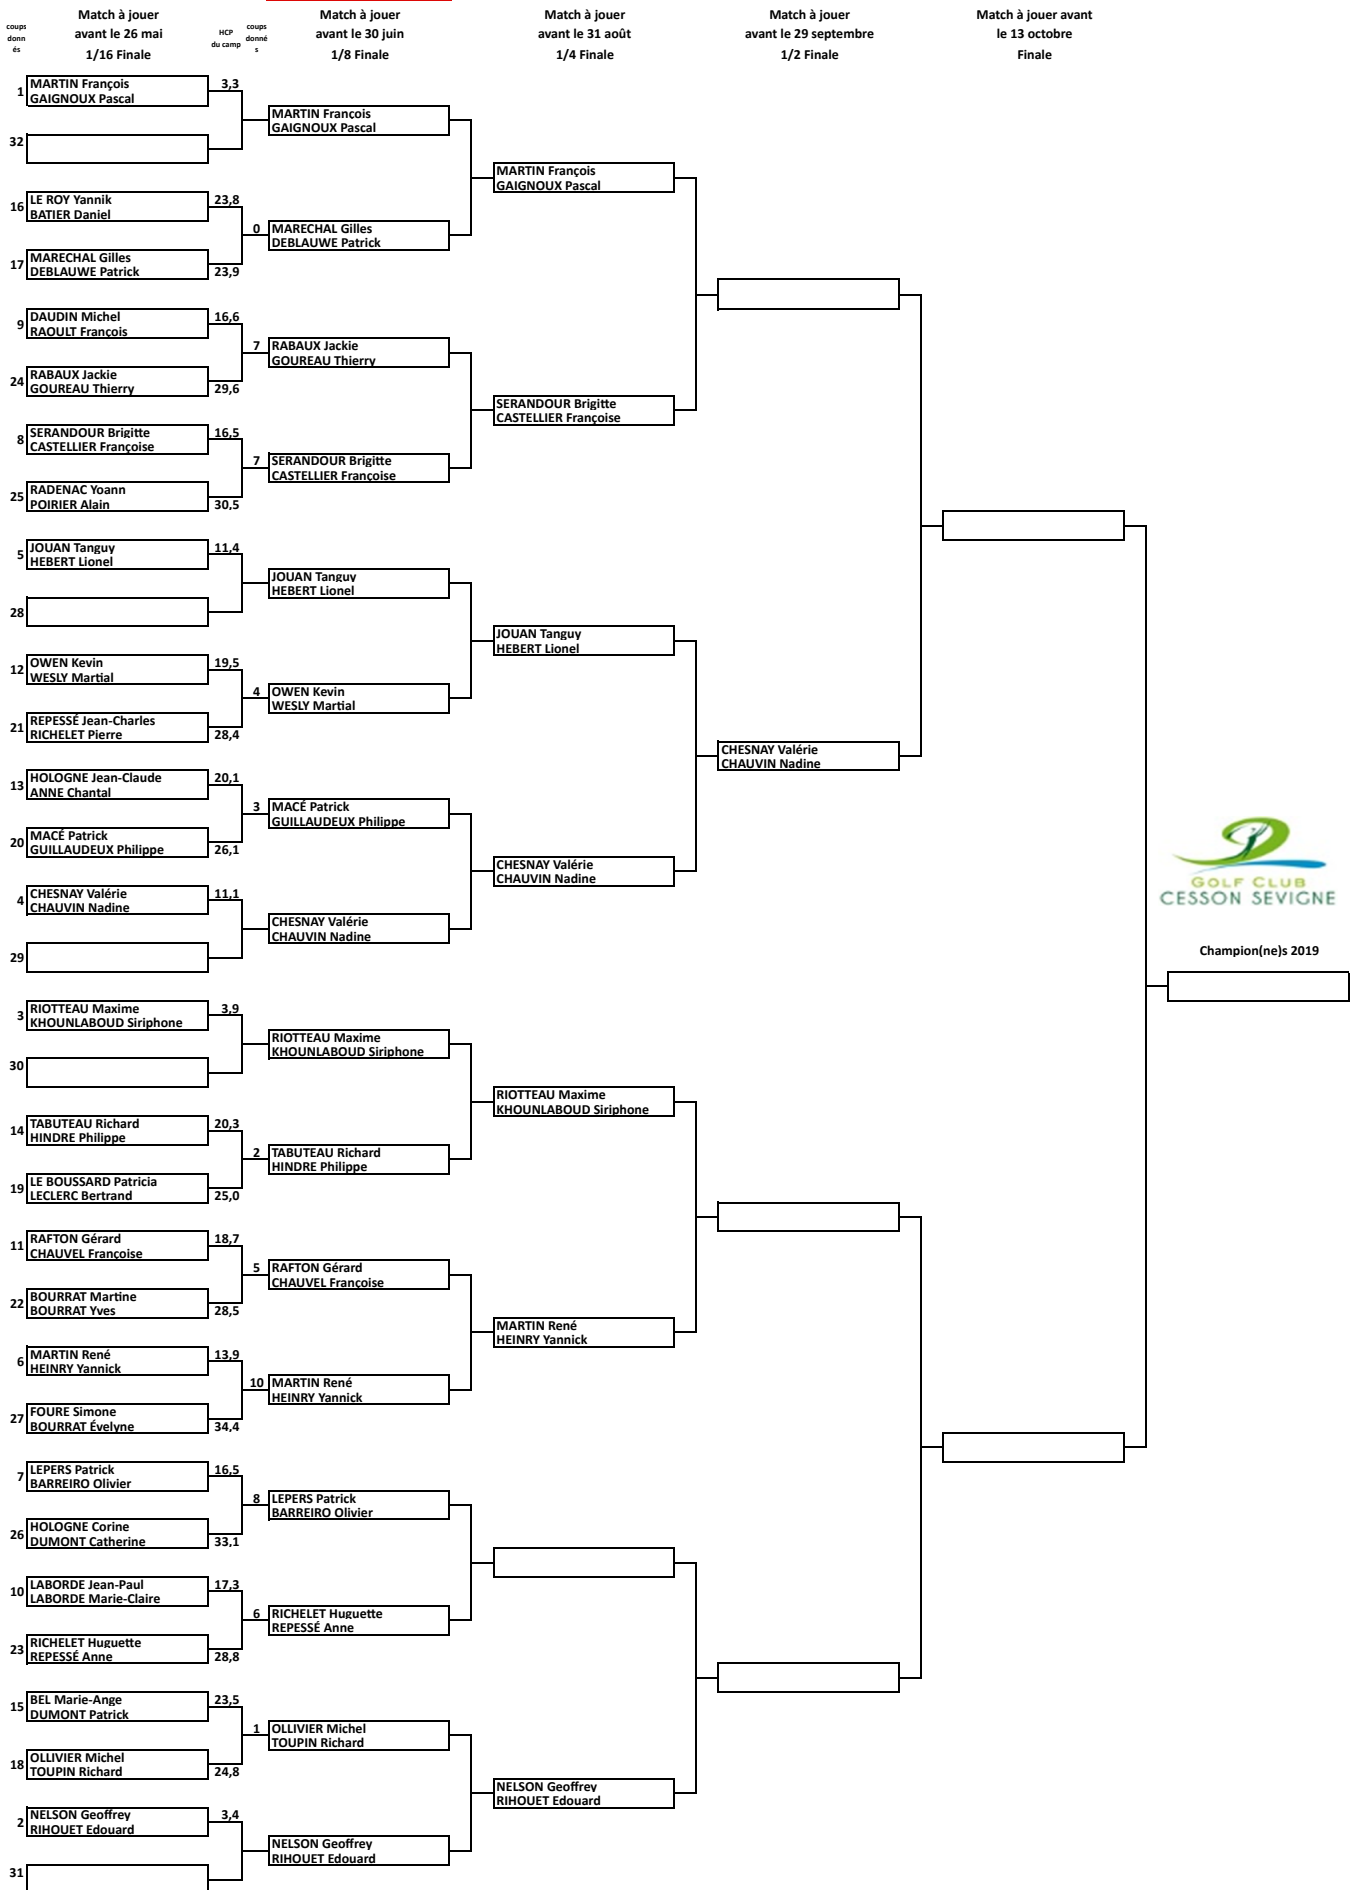 Match à jouer
avant le 26 mai
1/16 Finale
Match à jouer
avant le 30 juin
1/8 Finale
Match à jouer
avant le 31 août
1/4 Finale
Match à jouer
avant le 29 septembre
1/2 Finale
Match à jouer avant
le 13 octobre
Finale
coups
donn
és
HCP
du camp
coups
donné
s
1
MARTIN François
GAIGNOUX Pascal
3,3
32
16
LE ROY Yannik
BATIER Daniel
23,8
17
MARECHAL Gilles
DEBLAUWE Patrick
23,9
9
DAUDIN Michel
RAOULT François
16,6
24
RABAUX Jackie
GOUREAU Thierry
29,6
8
SERANDOUR Brigitte
CASTELLIER Françoise
16,5
25
RADENAC Yoann
POIRIER Alain
30,5
5
JOUAN Tanguy
HEBERT Lionel
11,4
28
12
OWEN Kevin
WESLY Martial
19,5
21
REPESSÉ Jean-Charles
RICHELET Pierre
28,4
13
HOLOGNE Jean-Claude
ANNE Chantal
20,1
20
MACÉ Patrick
GUILLAUDEUX Philippe
26,1
4
CHESNAY Valérie
CHAUVIN Nadine
11,1
29
3
RIOTTEAU Maxime
KHOUNLABOUD Siriphone
3,9
30
14
TABUTEAU Richard
HINDRE Philippe
20,3
19
LE BOUSSARD Patricia
LECLERC Bertrand
25,0
11
RAFTON Gérard
CHAUVEL Françoise
18,7
22
BOURRAT Martine
BOURRAT Yves
28,5
6
MARTIN René
HEINRY Yannick
13,9
27
FOURE Simone
BOURRAT Évelyne
34,4
7
LEPERS Patrick
BARREIRO Olivier
16,5
26
HOLOGNE Corine
DUMONT Catherine
33,1
10
LABORDE Jean-Paul
LABORDE Marie-Claire
17,3
23
RICHELET Huguette
REPESSÉ Anne
28,8
15
BEL Marie-Ange
DUMONT Patrick
23,5
18
OLLIVIER Michel
TOUPIN Richard
24,8
2
NELSON Geoffrey
RIHOUET Edouard
3,4
31
MARTIN François
GAIGNOUX Pascal
0
MARECHAL Gilles
DEBLAUWE Patrick
7
RABAUX Jackie
GOUREAU Thierry
7
SERANDOUR Brigitte
CASTELLIER Françoise
JOUAN Tanguy
HEBERT Lionel
4
OWEN Kevin
WESLY Martial
3
MACÉ Patrick
GUILLAUDEUX Philippe
CHESNAY Valérie
CHAUVIN Nadine
RIOTTEAU Maxime
KHOUNLABOUD Siriphone
2
TABUTEAU Richard
HINDRE Philippe
5
RAFTON Gérard
CHAUVEL Françoise
10
MARTIN René
HEINRY Yannick
8
LEPERS Patrick
BARREIRO Olivier
6
RICHELET Huguette
REPESSÉ Anne
1
OLLIVIER Michel
TOUPIN Richard
NELSON Geoffrey
RIHOUET Edouard
MARTIN François
GAIGNOUX Pascal
SERANDOUR Brigitte
CASTELLIER Françoise
JOUAN Tanguy
HEBERT Lionel
CHESNAY Valérie
CHAUVIN Nadine
RIOTTEAU Maxime
KHOUNLABOUD Siriphone
MARTIN René
HEINRY Yannick
NELSON Geoffrey
RIHOUET Edouard
CHESNAY Valérie
CHAUVIN Nadine
GOLF CLUB
CESSON SEVIGNE
Champion(ne)s 2019